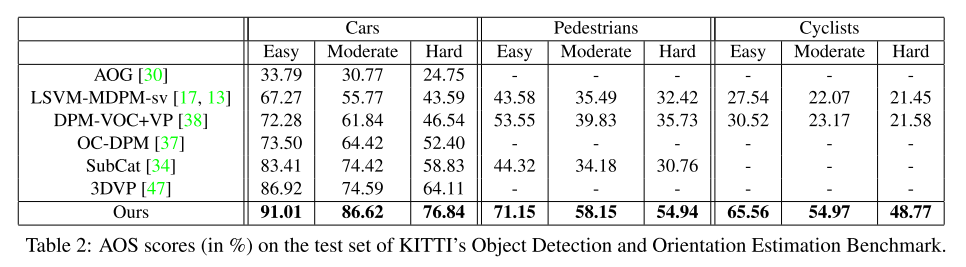 Cars Pedestrians Cyclists
Easy Moderate Hard Easy Moderate Hard Easy Moderate Hard
AOG [30] 33.79 30.77 24.75 - - - - - -
LSVM-MDPM-sv [17, 13] 67.27 55.77 43.59 43.58 35.49 32.42 27.54 22.07 21.45
DPM-VOC+VP [38] 72.28 61.84 46.54 53.55 39.83 35.73 30.52 23.17 21.58
OC-DPM [37] 73.50 64.42 52.40 - - - - - -
SubCat [34] 83.41 74.42 58.83 44.32 34.18 30.76 - - -
3DVP [47] 86.92 74.59 64.11 - - - - - -
Ours 91.01 86.62 76.84 71.15 58.15 54.94 65.56 54.97 48.77
Table 2: AOS scores (in %) on the test set of KITTI's Object Detection and Orientation Estimation Benchmark.